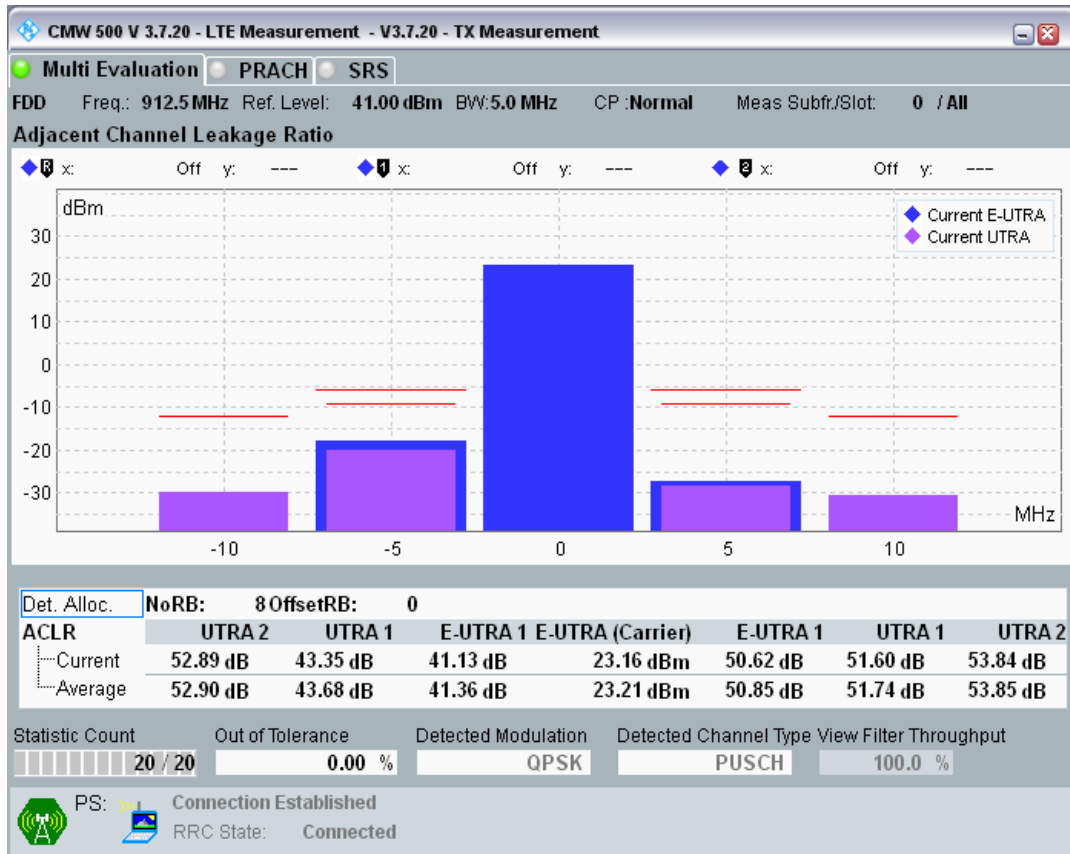 CMW 500 V 3.7.20 - LTE Measurement - V3.7.20 - TX Measurement
Multi Evaluation PRACH SRS
FDD Freq.: 912.5 MHz Ref. Level: 41.00 dBm BW:5.0 MHz CP :Normal Meas Subfr./Slot: 0 / All
Adjacent Channel Leakage Ratio
R x: Off y: --- 1 x: Off y: --- 2 x: Off y: ---
dBm
Current E-UTRA
Current UTRA
30
20
10
0
-10
-20
-30
MHz
-10 -5 0 5 10
Det. Alloc. NoRB: 8 OffsetRB: 0
ACLR UTRA 2 UTRA 1 E-UTRA 1 E-UTRA (Carrier) E-UTRA 1 UTRA 1 UTRA 2
Current 52.89 dB 43.35 dB 41.13 dB 23.16 dBm 50.62 dB 51.60 dB 53.84 dB
Average 52.90 dB 43.68 dB 41.36 dB 23.21 dBm 50.85 dB 51.74 dB 53.85 dB
Statistic Count Out of Tolerance Detected Modulation Detected Channel Type View Filter Throughput
20 / 20 0.00 % QPSK PUSCH 100.0 %
PS: Connection Established
RRC State: Connected